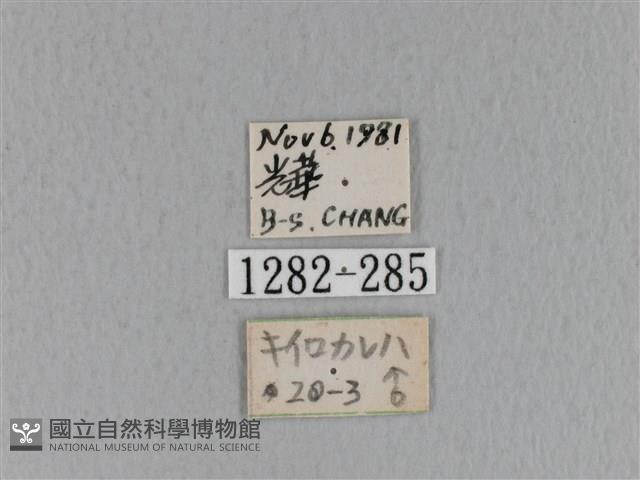 Nov 6. 1981
光華
B-S. CHANG
1282-285
キイロカレハ
20-3 ♂
國立自然科學博物館
NATIONAL MUSEUM OF NATURAL SCIENCE